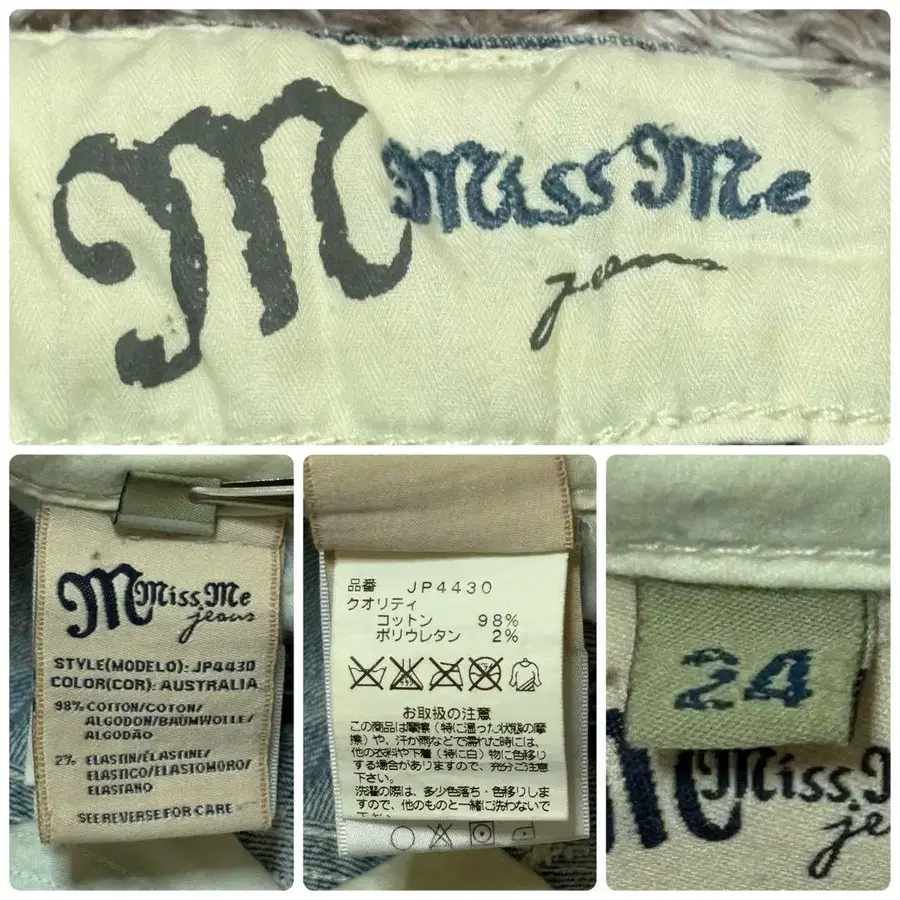 M Miss Me
jeans
M Miss Me
jeans
STYLE(MODELO): JP4430
COLOR(COR): AUSTRALIA
98% COTTON/COTON/
ALGODON/BAUMWOLLE/
ALGODÃO
2% ELASTIN/ÉLASTINE/
ELASTICO/ELASTOMORO/
ELASTANO
SEE REVERSE FOR CARE
品番 JP4430
クオリティ
コットン 98%
ポリウレタン 2%
お取扱の注意
この商品は摩擦(特に湿った状態の摩
擦)や、汗か雨などで濡れた時には、
他の衣料や下着(特に白)物に色移り
する場合がありますので、充分ご注意
下さい。
洗濯の際は、多少色落ち・色移りしま
すので、他のものと一緒に洗わないで
24
Miss
je